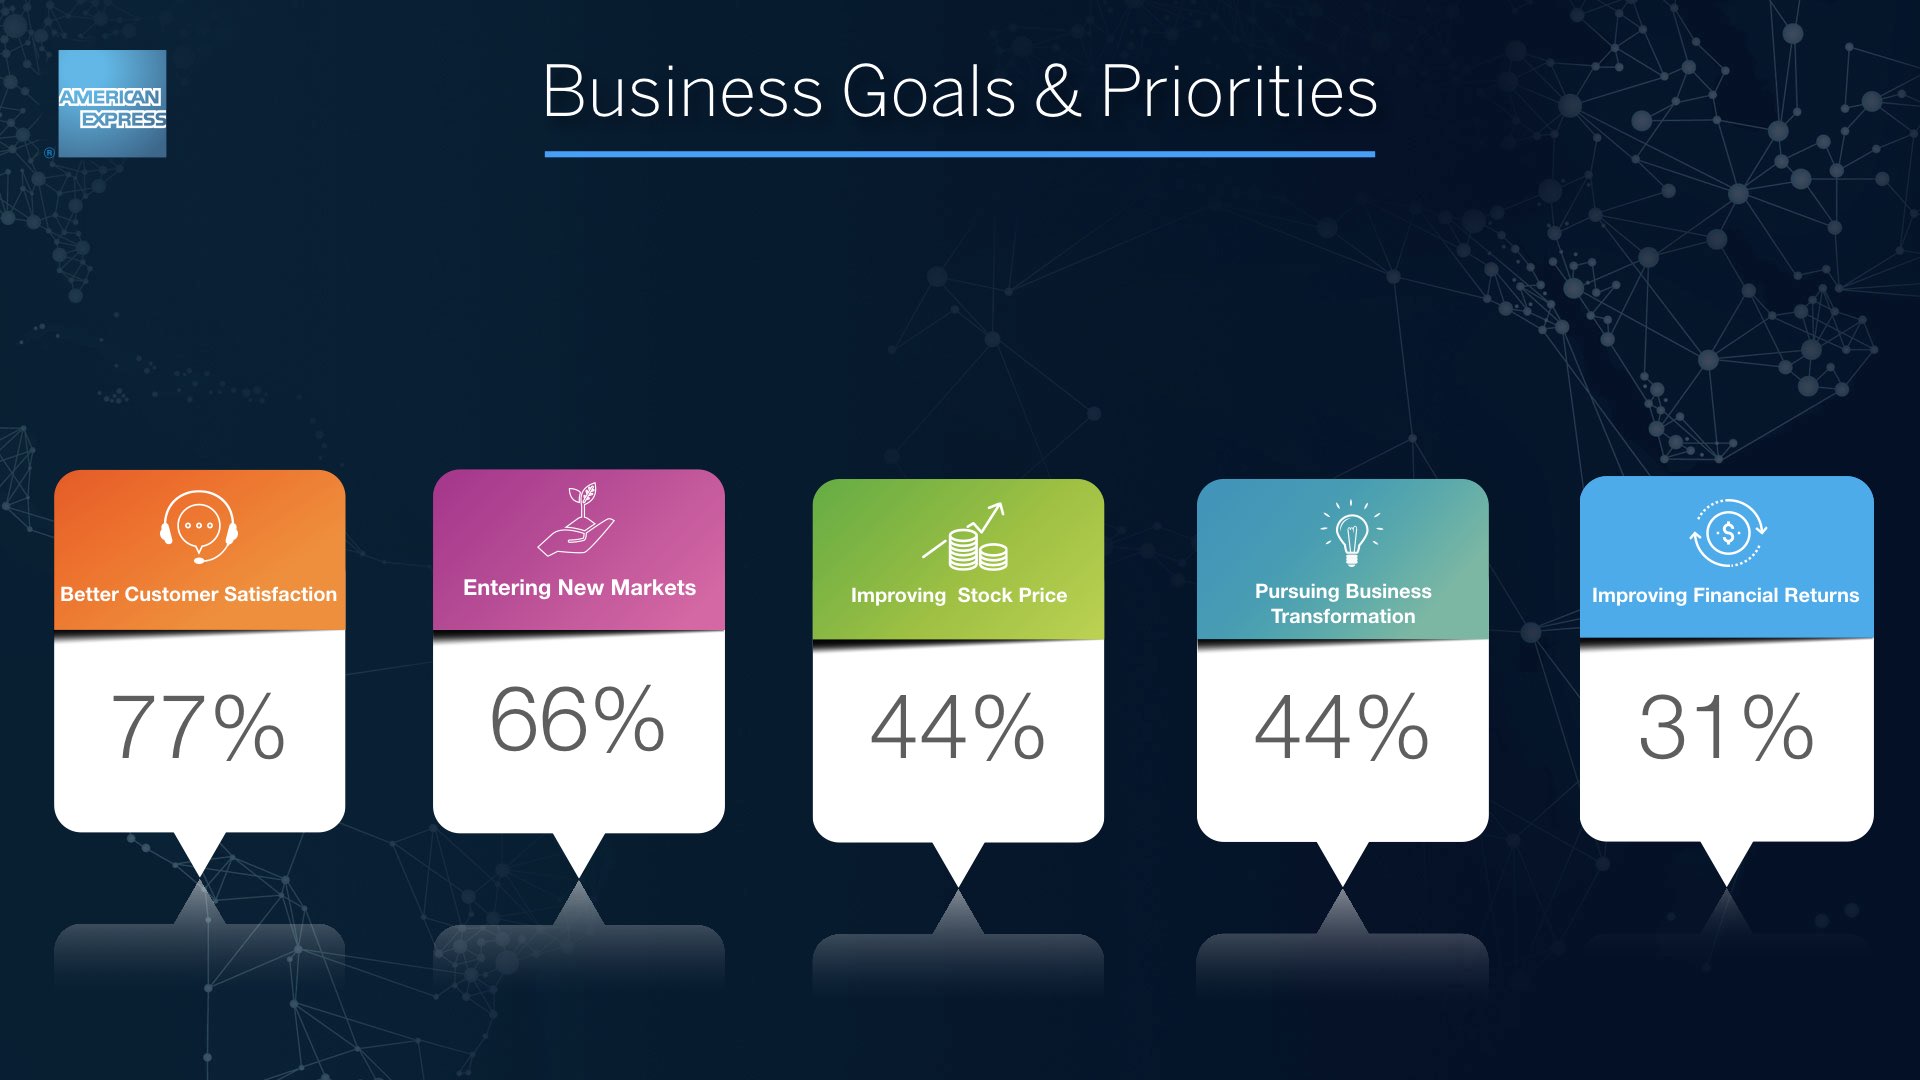 AMERICAN
EXPRESS
®
Business Goals & Priorities
Better Customer Satisfaction
77%
Entering New Markets
66%
Improving  Stock Price
44%
Pursuing Business
Transformation
44%
$
Improving Financial Returns
31%